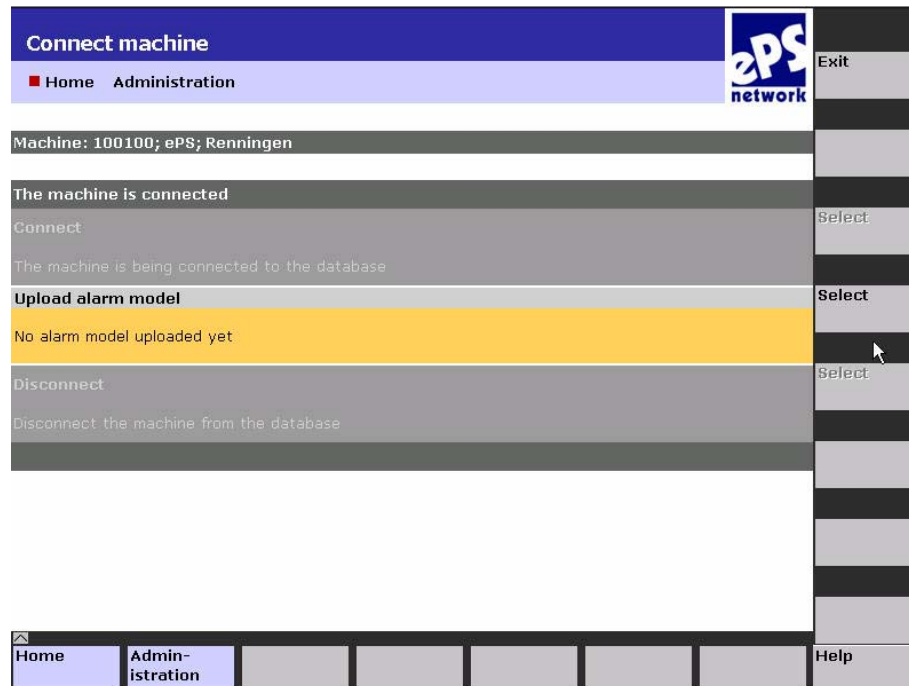 Connect machine
Home Administration
ePS
network
Exit
Machine: 100100; ePS; Renningen
The machine is connected
Connect
Select
The machine is being connected to the database
Upload alarm model
Select
No alarm model uploaded yet
Disconnect
Select
Disconnect the machine from the database
Home
Admin-
istration
Help